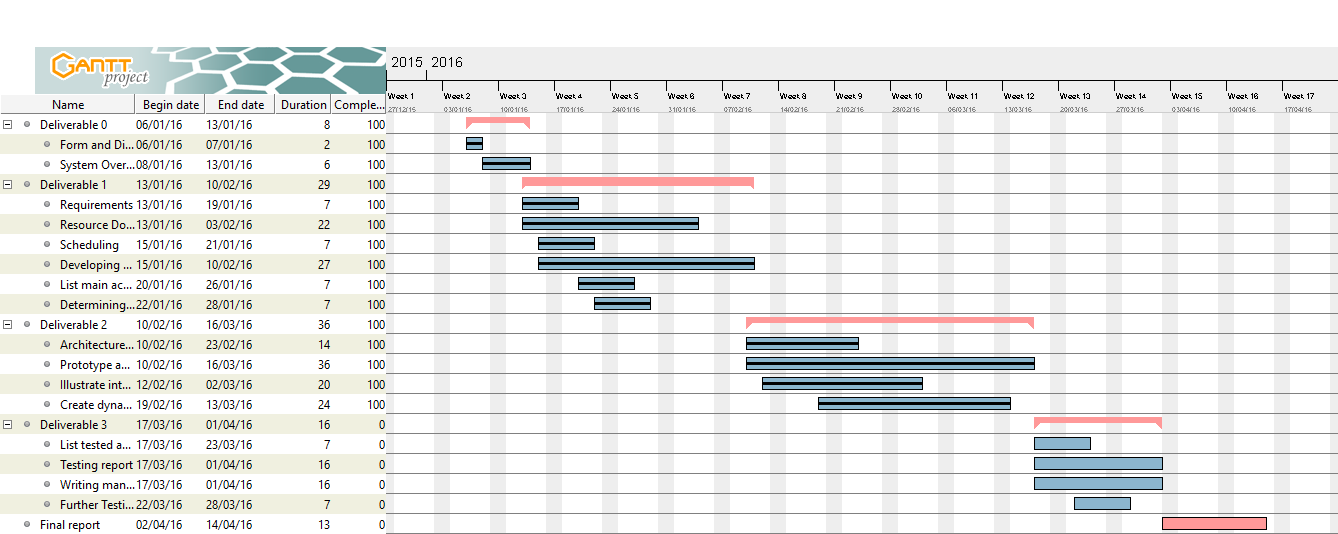 GANTT
project
2015 2016
Week 1 Week 2 Week 3 Week 4 Week 5 Week 6 Week 7 Week 8 Week 9 Week 10 Week 11 Week 12 Week 13 Week 14 Week 15 Week 16 Week 17
27/12/15 03/01/16 10/01/16 17/01/16 24/01/16 31/01/16 07/02/16 14/02/16 21/02/16 28/02/16 06/03/16 13/03/16 20/03/16 27/03/16 03/04/16 10/04/16 17/04/16
Name Begin date End date Duration Comple...
Deliverable 0 06/01/16 13/01/16 8 100
Form and Di... 06/01/16 07/01/16 2 100
System Over... 08/01/16 13/01/16 6 100
Deliverable 1 13/01/16 10/02/16 29 100
Requirements 13/01/16 19/01/16 7 100
Resource Do... 13/01/16 03/02/16 22 100
Scheduling 15/01/16 21/01/16 7 100
Developing ... 15/01/16 10/02/16 27 100
List main ac... 20/01/16 26/01/16 7 100
Determining... 22/01/16 28/01/16 7 100
Deliverable 2 10/02/16 16/03/16 36 100
Architecture... 10/02/16 23/02/16 14 100
Prototype a... 10/02/16 16/03/16 36 100
Illustrate int... 12/02/16 02/03/16 20 100
Create dyna... 19/02/16 13/03/16 24 100
Deliverable 3 17/03/16 01/04/16 16 0
List tested a... 17/03/16 23/03/16 7 0
Testing report 17/03/16 01/04/16 16 0
Writing man... 17/03/16 01/04/16 16 0
Further Testi... 22/03/16 28/03/16 7 0
Final report 02/04/16 14/04/16 13 0